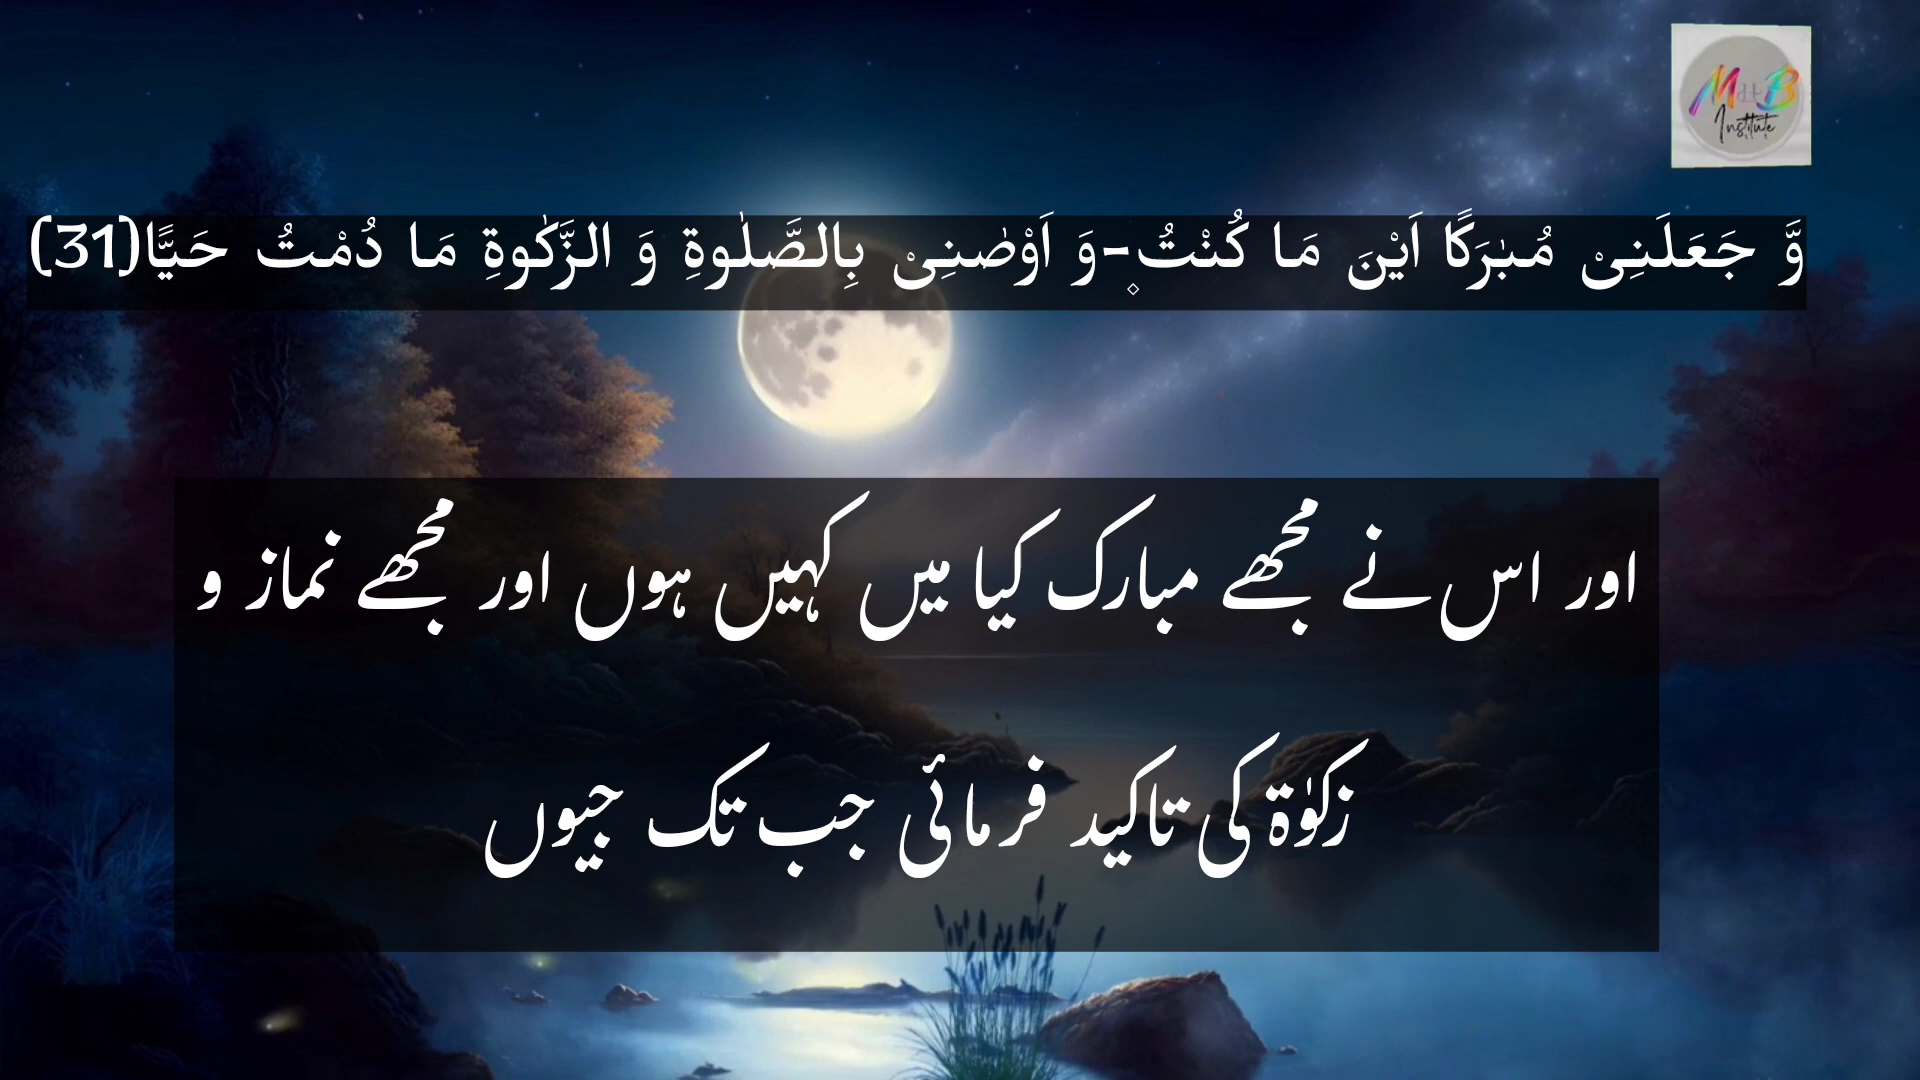 M B
Institute
وَّ جَعَلَنِیْ مُبٰرَكًا اَیْنَ مَا كُنْتُ۪-وَ اَوْصٰنِیْ بِالصَّلٰوةِ وَ الزَّكٰوةِ مَا دُمْتُ حَیًّا(31)
اور اس نے مجھے مبارک کیا میں کہیں ہوں اور مجھے نماز و
زکوٰۃ کی تاکید فرمائی جب تک جیوں